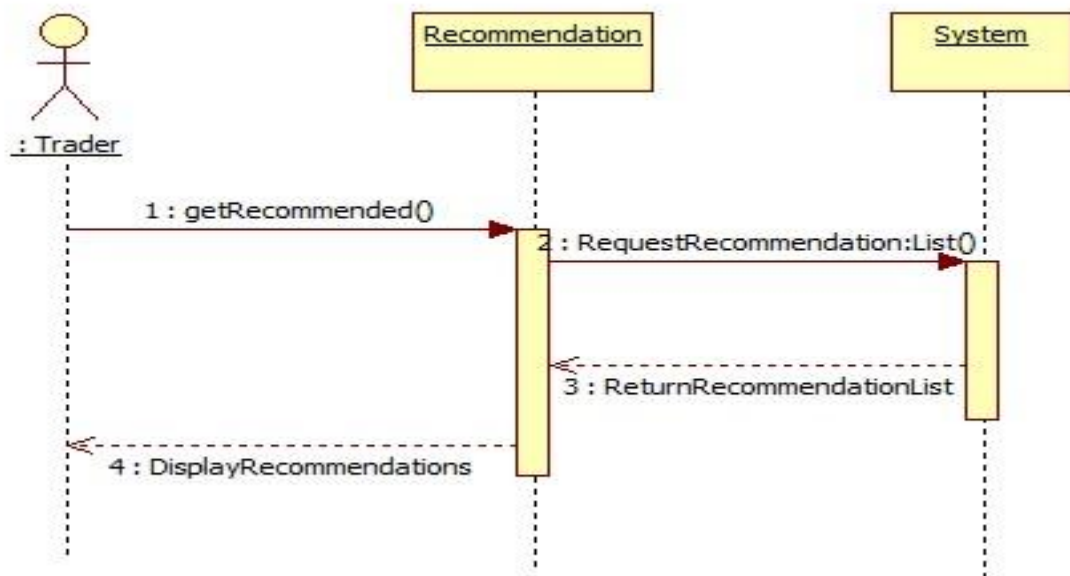 Recommendation
System
: Trader
1 : getRecommended()
2 : RequestRecommendation:List()
3 : ReturnRecommendationList
4 : DisplayRecommendations